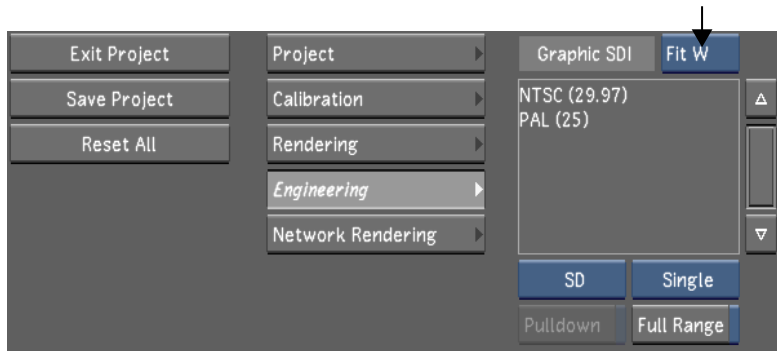 Exit Project
Save Project
Reset All
Project
Calibration
Rendering
Engineering
Network Rendering
Graphic SDI
Fit W
NTSC (29.97)
PAL (25)
SD
Single
Pulldown
Full Range